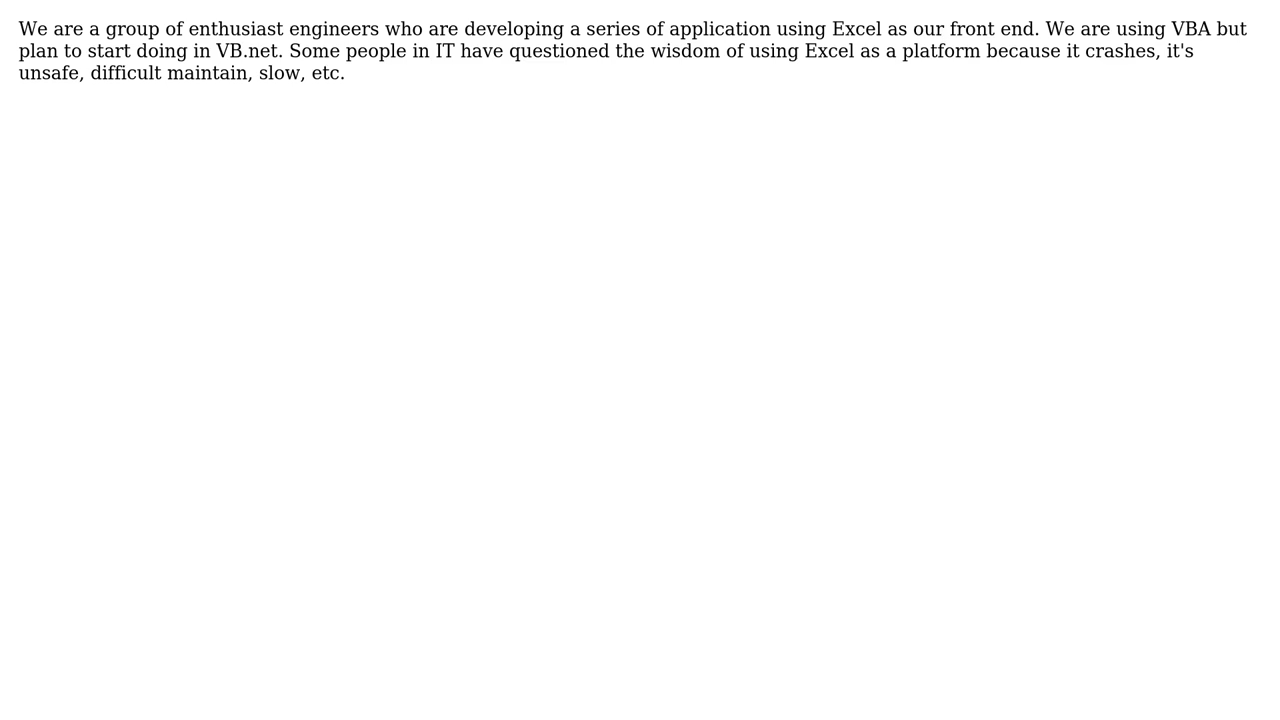 We are a group of enthusiast engineers who are developing a series of application using Excel as our front end. We are using VBA but
plan to start doing in VB.net. Some people in IT have questioned the wisdom of using Excel as a platform because it crashes, it's
unsafe, difficult maintain, slow, etc.